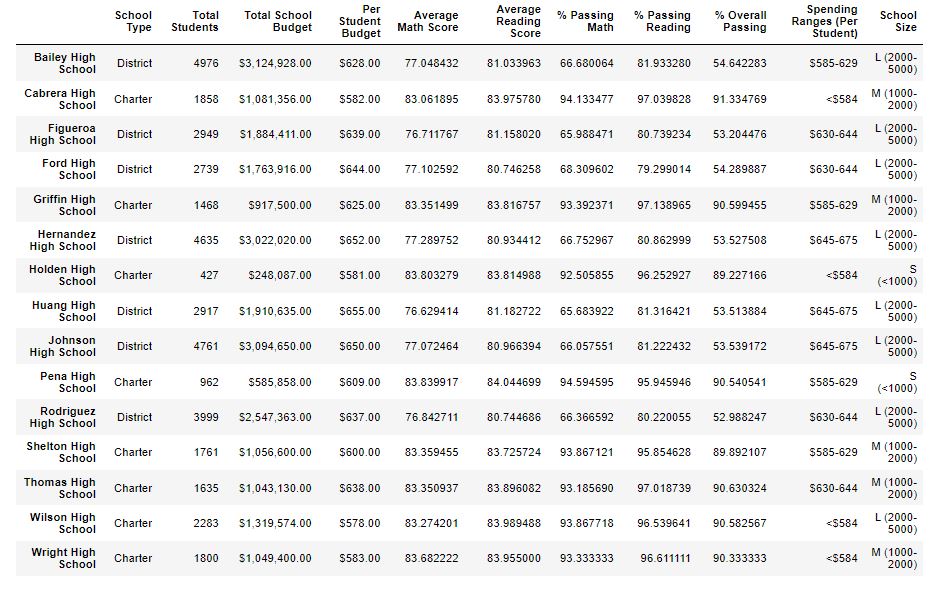 School Type Total Students Total School Budget Per Student Budget Average Math Score Average Reading Score % Passing Math % Passing Reading % Overall Passing Spending Ranges (Per Student) School Size
Bailey High School District 4976 $3,124,928.00 $628.00 77.048432 81.033963 66.680064 81.933280 54.642283 $585-629 L (2000-5000)
Cabrera High School Charter 1858 $1,081,356.00 $582.00 83.061895 83.975780 94.133477 97.039828 91.334769 <$584 M (1000-2000)
Figueroa High School District 2949 $1,884,411.00 $639.00 76.711767 81.158020 65.988471 80.739234 53.204476 $630-644 L (2000-5000)
Ford High School District 2739 $1,763,916.00 $644.00 77.102592 80.746258 68.309602 79.299014 54.289887 $630-644 L (2000-5000)
Griffin High School Charter 1468 $917,500.00 $625.00 83.351499 83.816757 93.392371 97.138965 90.599455 $585-629 M (1000-2000)
Hernandez High School District 4635 $3,022,020.00 $652.00 77.289752 80.934412 66.752967 80.862999 53.527508 $645-675 L (2000-5000)
Holden High School Charter 427 $248,087.00 $581.00 83.803279 83.814988 92.505855 96.252927 89.227166 <$584 S (<1000)
Huang High School District 2917 $1,910,635.00 $655.00 76.629414 81.182722 65.683922 81.316421 53.513884 $645-675 L (2000-5000)
Johnson High School District 4761 $3,094,650.00 $650.00 77.072464 80.966394 66.057551 81.222432 53.539172 $645-675 L (2000-5000)
Pena High School Charter 962 $585,858.00 $609.00 83.839917 84.044699 94.594595 95.945946 90.540541 $585-629 S (<1000)
Rodriguez High School District 3999 $2,547,363.00 $637.00 76.842711 80.744686 66.366592 80.220055 52.988247 $630-644 L (2000-5000)
Shelton High School Charter 1761 $1,056,600.00 $600.00 83.359455 83.725724 93.867121 95.854628 89.892107 $585-629 M (1000-2000)
Thomas High School Charter 1635 $1,043,130.00 $638.00 83.350937 83.896082 93.185690 97.018739 90.630324 $630-644 M (1000-2000)
Wilson High School Charter 2283 $1,319,574.00 $578.00 83.274201 83.989488 93.867718 96.539641 90.582567 <$584 L (2000-5000)
Wright High School Charter 1800 $1,049,400.00 $583.00 83.682222 83.955000 93.333333 96.611111 90.333333 <$584 M (1000-2000)